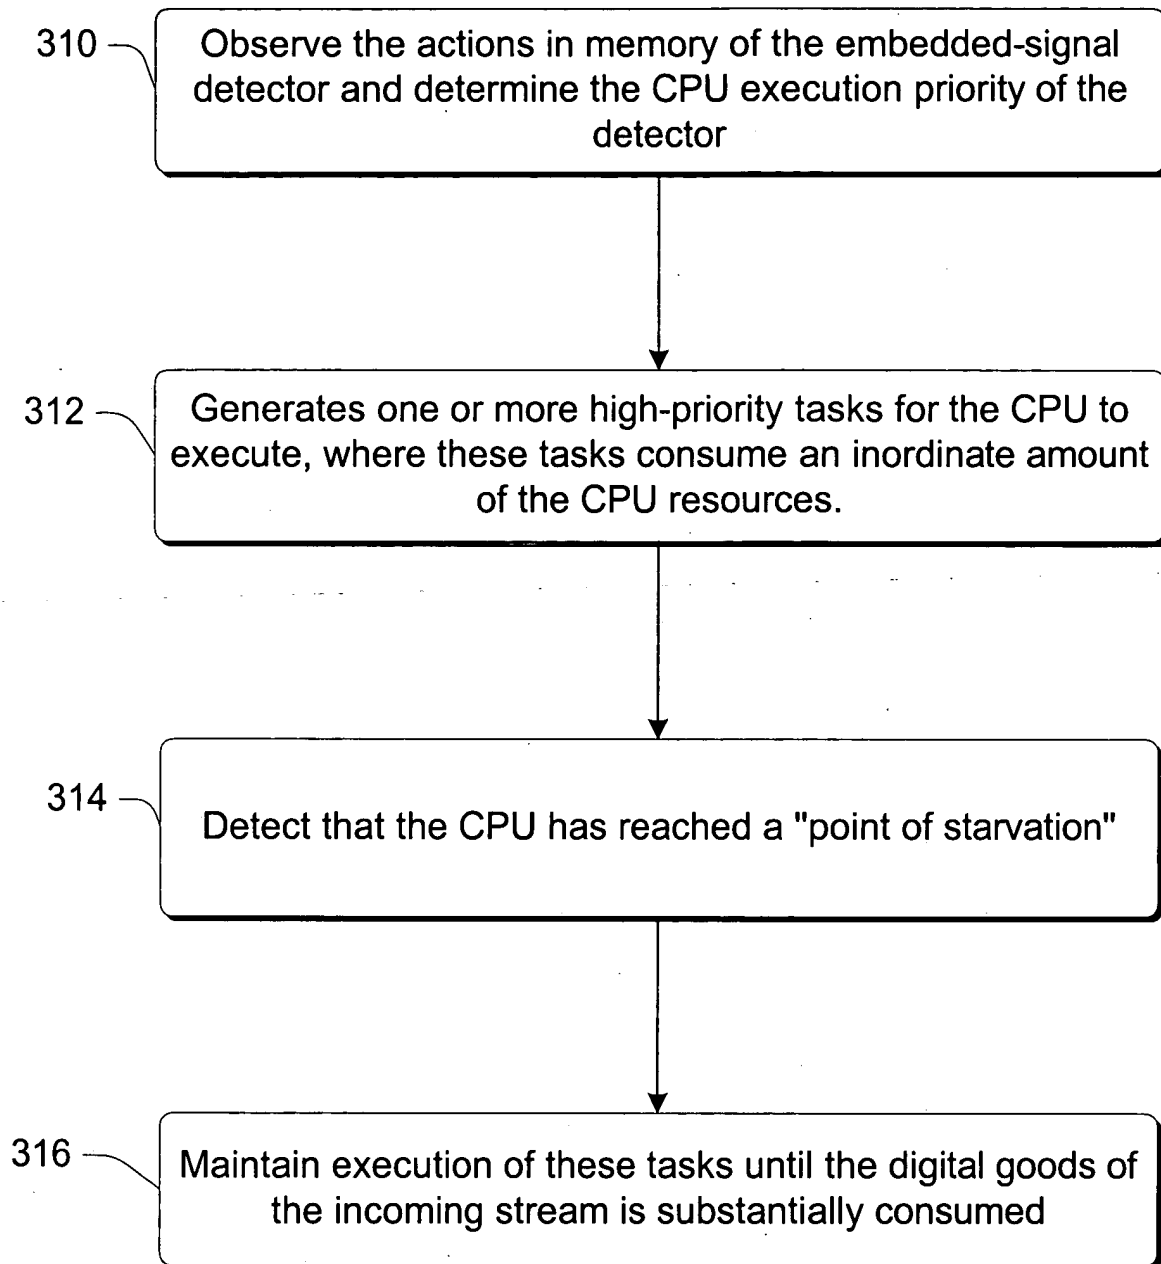 310
Observe the actions in memory of the embedded-signal
detector and determine the CPU execution priority of the
detector
312
Generates one or more high-priority tasks for the CPU to
execute, where these tasks consume an inordinate amount
of the CPU resources.
314
Detect that the CPU has reached a "point of starvation"
316
Maintain execution of these tasks until the digital goods of
the incoming stream is substantially consumed